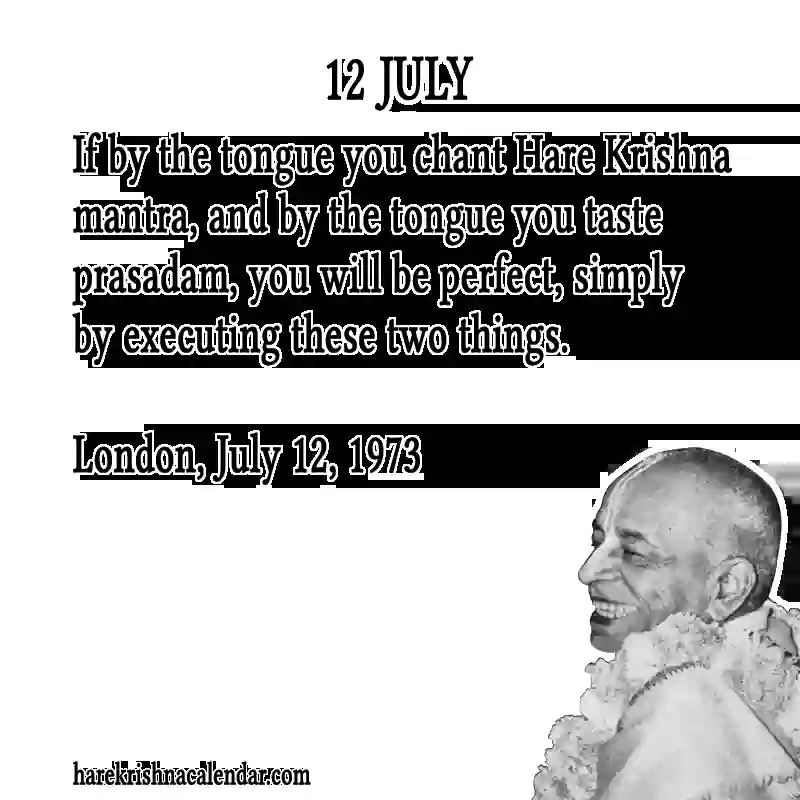 12 JULY
If by the tongue you chant Hare Krishna
mantra, and by the tongue you taste
prasadam, you will be perfect, simply
by executing these two things.
London, July 12, 1973
harekrishnacalendar.com